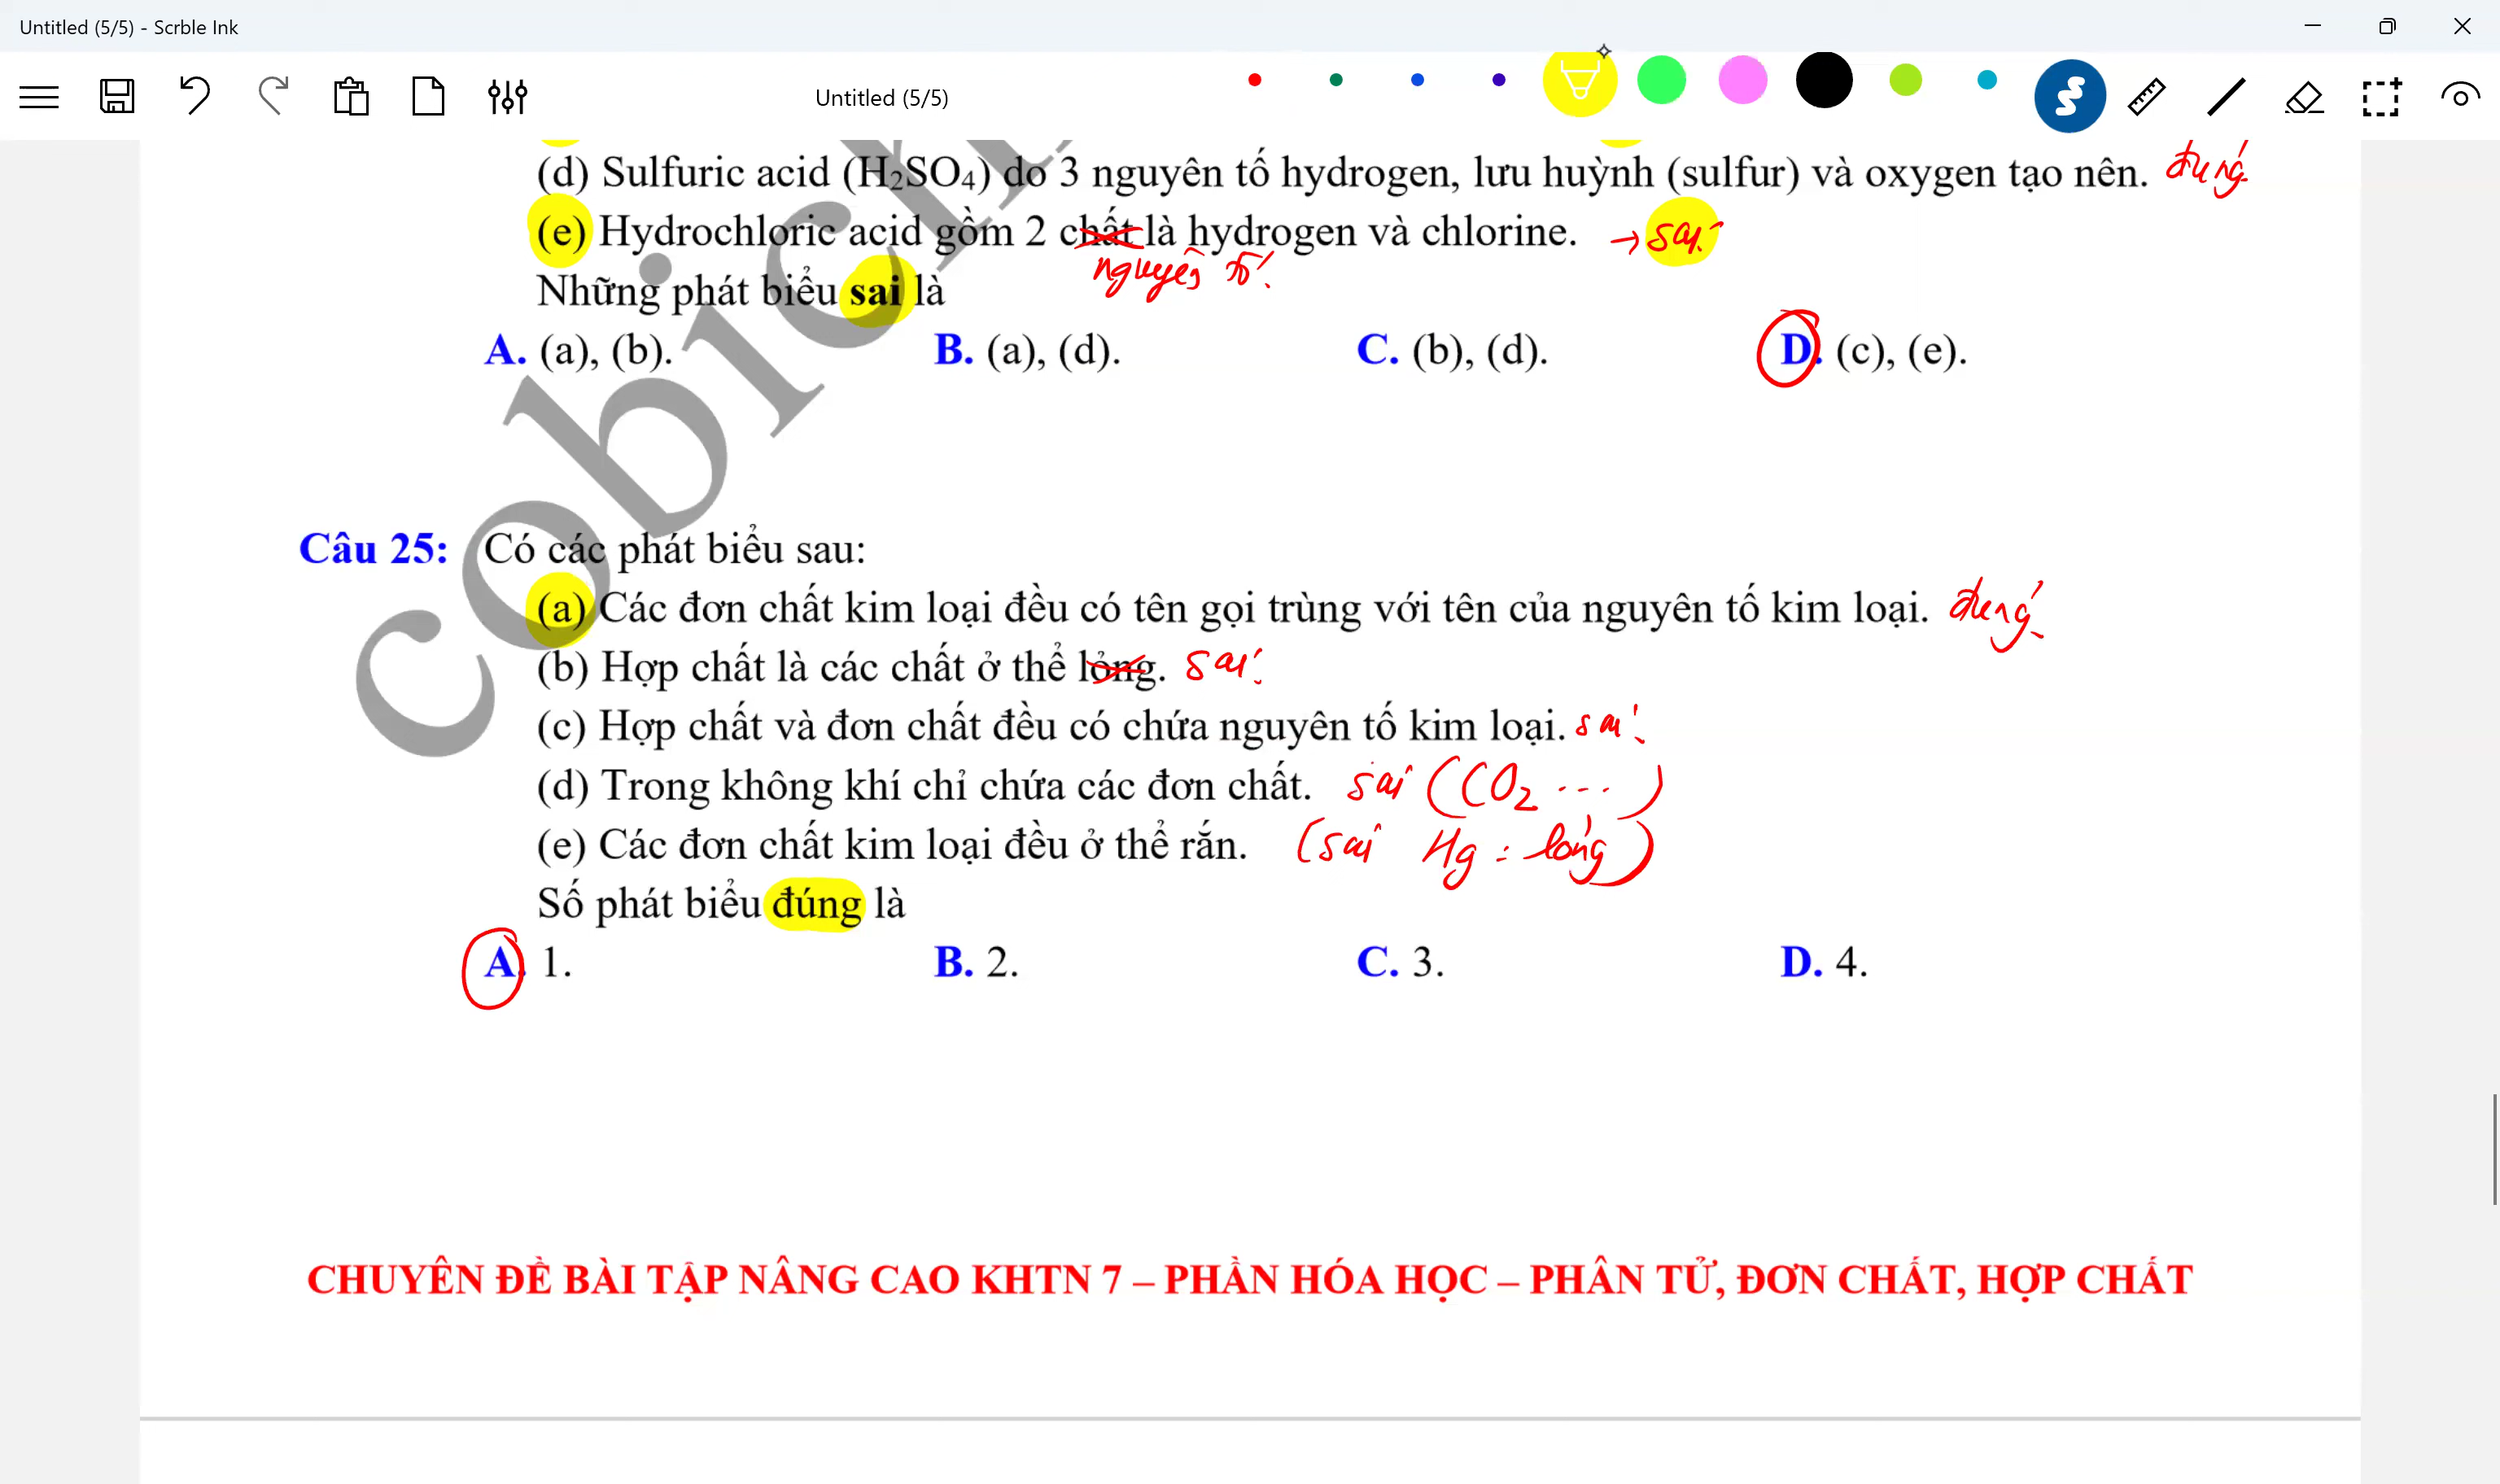 Untitled (5/5) - Scrble Ink
Untitled (5/5)
(d) Sulfuric acid (H₂SO₄) do 3 nguyên tố hydrogen, lưu huỳnh (sulfur) và oxygen tạo nên. đúng
(e) Hydrochloric acid gồm 2 chất là hydrogen và chlorine. → sai
nguyên tố
Những phát biểu sai là
A. (a), (b). B. (a), (d). C. (b), (d). D. (c), (e).
Câu 25: Có các phát biểu sau:
(a) Các đơn chất kim loại đều có tên gọi trùng với tên của nguyên tố kim loại. đúng
(b) Hợp chất là các chất ở thể lỏng. sai
(c) Hợp chất và đơn chất đều có chứa nguyên tố kim loại. sai
(d) Trong không khí chỉ chứa các đơn chất. sai (CO₂ ...)
(e) Các đơn chất kim loại đều ở thể rắn. (sai Hg : lỏng)
Số phát biểu đúng là
A. 1. B. 2. C. 3. D. 4.
CHUYÊN ĐỀ BÀI TẬP NÂNG CAO KHTN 7 – PHẦN HÓA HỌC – PHÂN TỬ, ĐƠN CHẤT, HỢP CHẤT